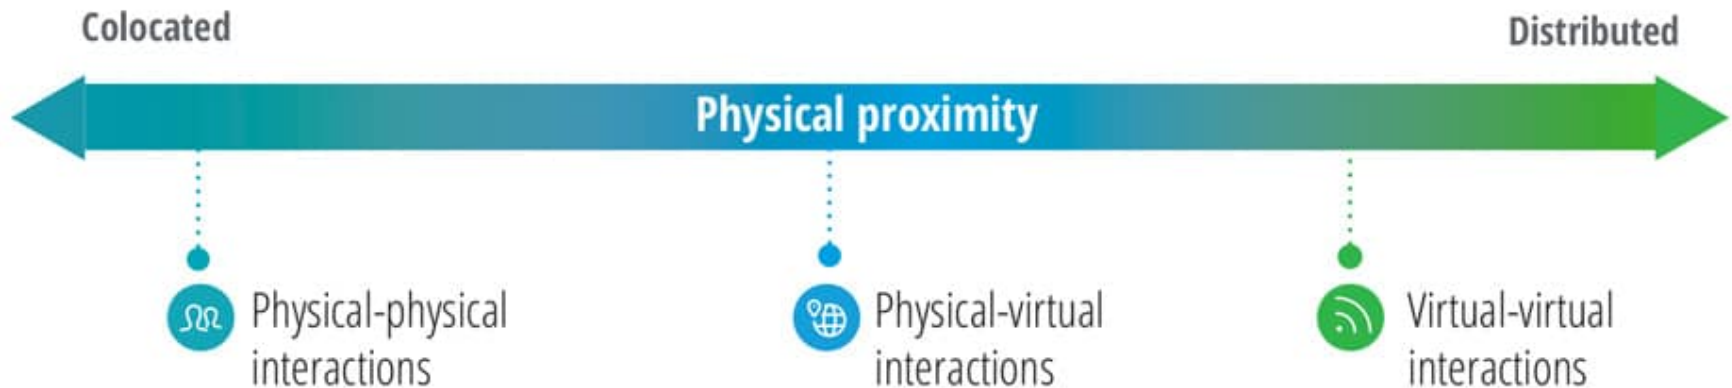 Colocated
Distributed
Physical proximity
Physical-physical
interactions
Physical-virtual
interactions
Virtual-virtual
interactions